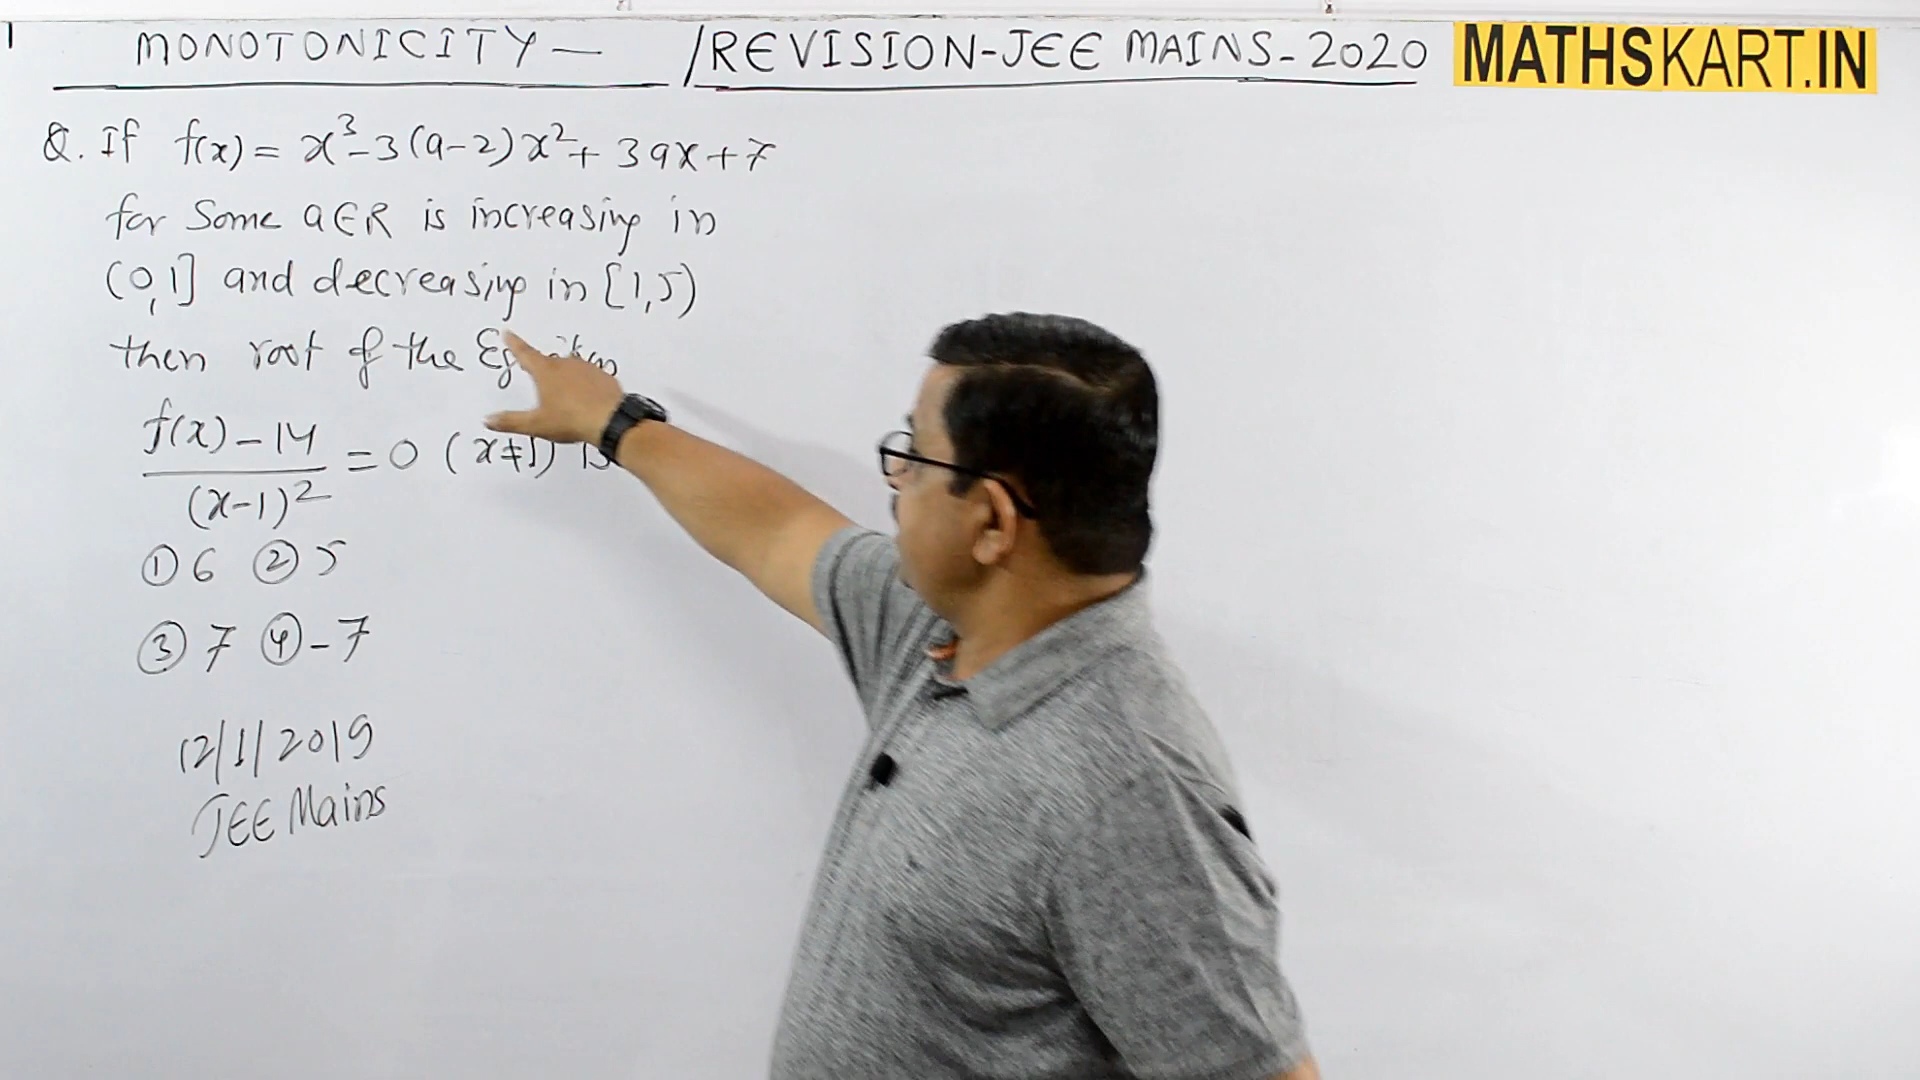 MONOTONICITY — /REVISION-JEE MAINS-2020
MATHSKART.IN
Q. If f(x) = x³-3(a-2)x²+3ax+7
for some a∈R is increasing in
(0,1] and decreasing in [1,5)
then root of the
f(x)-14 / (x-1)² = 0 (x≠1) is
① 6 ② 5
③ 7 ④ -7
12/1/2019
JEE Mains